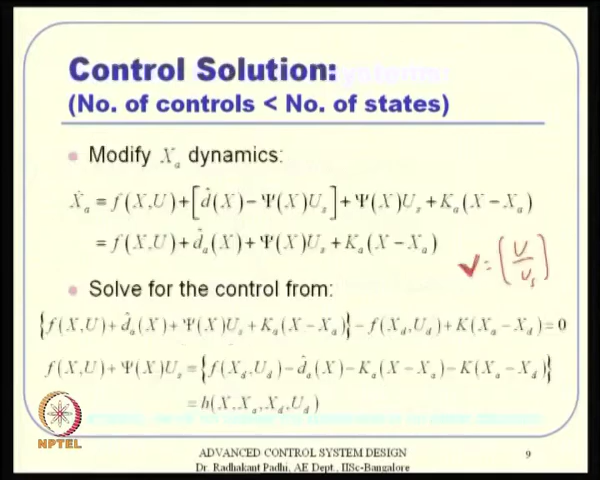 Control Solution:
(No. of controls < No. of states)
Modify X_a dynamics:
Ẋ_a = f(X,U) + [d̂(X) − Ψ(X)U_s] + Ψ(X)U_s + K_a(X − X_a)
= f(X,U) + d̂_a(X) + Ψ(X)U_s + K_a(X − X_a)
V = (U / U_s)
Solve for the control from:
{f(X,U) + d̂_a(X) + Ψ(X)U_s + K_a(X − X_a)} − f(X_d,U_d) + K(X_a − X_d) = 0
f(X,U) + Ψ(X)U_s = {f(X_d,U_d) − d̂_a(X) − K_a(X − X_a) − K(X_a − X_d)}
= h(X, X_a, X_d, U_d)
NPTEL
ADVANCED CONTROL SYSTEM DESIGN
Dr. Radhakant Padhi, AE Dept., IISc-Bangalore
9